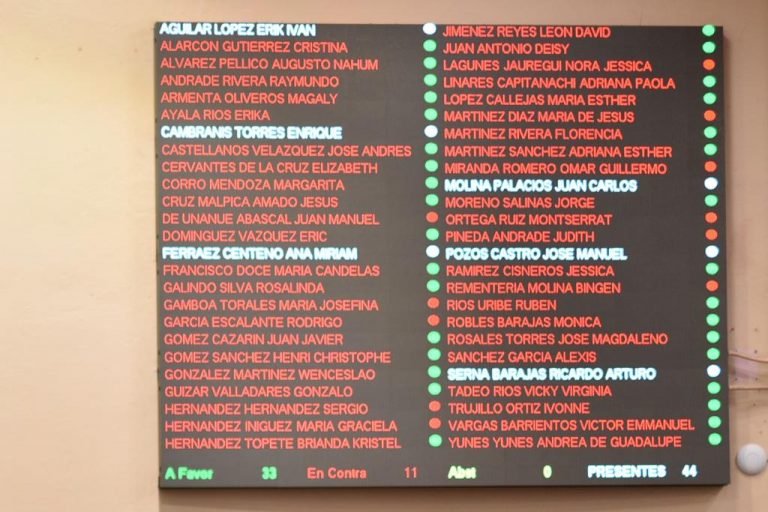 AGUILAR LOPEZ ERIK IVAN
ALARCON GUTIERREZ CRISTINA
ALVAREZ PELLICO AUGUSTO NAHUM
ANDRADE RIVERA RAYMUNDO
ARMENTA OLIVEROS MAGALY
AYALA RIOS ERIKA
CAMBRANIS TORRES ENRIQUE
CASTELLANOS VELAZQUEZ JOSE ANDRES
CERVANTES DE LA CRUZ ELIZABETH
CORRO MENDOZA MARGARITA
CRUZ MALPICA AMADO JESUS
DE UNANUE ABASCAL JUAN MANUEL
DOMINGUEZ VAZQUEZ ERIC
FERRAEZ CENTENO ANA MIRIAM
FRANCISCO DOCE MARIA CANDELAS
GALINDO SILVA ROSALINDA
GAMBOA TORALES MARIA JOSEFINA
GARCIA ESCALANTE RODRIGO
GOMEZ CAZARIN JUAN JAVIER
GOMEZ SANCHEZ HENRI CHRISTOPHE
GONZALEZ MARTINEZ WENCESLAO
GUIZAR VALLADARES GONZALO
HERNANDEZ HERNANDEZ SERGIO
HERNANDEZ INIGUEZ MARIA GRACIELA
HERNANDEZ TOPETE BRIANDA KRISTEL
JIMENEZ REYES LEON DAVID
JUAN ANTONIO DEISY
LAGUNES JAUREGUI NORA JESSICA
LINARES CAPITANACHI ADRIANA PAOLA
LOPEZ CALLEJAS MARIA ESTHER
MARTINEZ DIAZ MARIA DE JESUS
MARTINEZ RIVERA FLORENCIA
MARTINEZ SANCHEZ ADRIANA ESTHER
MIRANDA ROMERO OMAR GUILLERMO
MOLINA PALACIOS JUAN CARLOS
MORENO SALINAS JORGE
ORTEGA RUIZ MONTSERRAT
PINEDA ANDRADE JUDITH
POZOS CASTRO JOSE MANUEL
RAMIREZ CISNEROS JESSICA
REMENTERIA MOLINA BINGEN
RIOS URIBE RUBEN
ROBLES BARAJAS MONICA
ROSALES TORRES JOSE MAGDALENO
SANCHEZ GARCIA ALEXIS
SERNA BARAJAS RICARDO ARTURO
TADEO RIOS VICKY VIRGINIA
TRUJILLO ORTIZ IVONNE
VARGAS BARRIENTOS VICTOR EMMANUEL
YUNES YUNES ANDREA DE GUADALUPE
A Favor 33 En Contra 11 Abst 0 PRESENTES 44